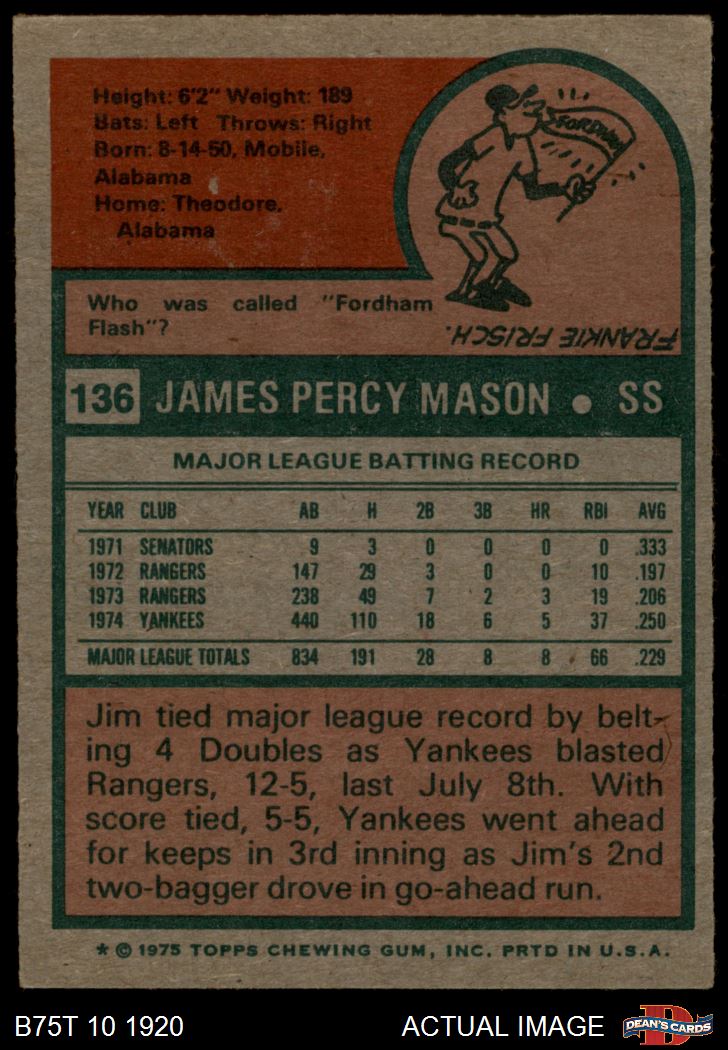 Height: 6'2" Weight: 189
Bats: Left Throws: Right
Born: 8-14-50, Mobile,
Alabama
Home: Theodore,
Alabama
FORDHAM
Who was called "Fordham
Flash"?
FRANKIE FRISCH.
136 JAMES PERCY MASON ● SS
MAJOR LEAGUE BATTING RECORD
YEAR CLUB AB H 2B 3B HR RBI AVG
1971 SENATORS 9 3 0 0 0 0 .333
1972 RANGERS 147 29 3 0 0 10 .197
1973 RANGERS 238 49 7 2 3 19 .206
1974 YANKEES 440 110 18 6 5 37 .250
MAJOR LEAGUE TOTALS 834 191 28 8 8 66 .229
Jim tied major league record by belt-
ing 4 Doubles as Yankees blasted
Rangers, 12-5, last July 8th. With
score tied, 5-5, Yankees went ahead
for keeps in 3rd inning as Jim's 2nd
two-bagger drove in go-ahead run.
* © 1975 TOPPS CHEWING GUM, INC. PRTD IN U.S.A.
B75T 10 1920 ACTUAL IMAGE D DEAN'S CARDS